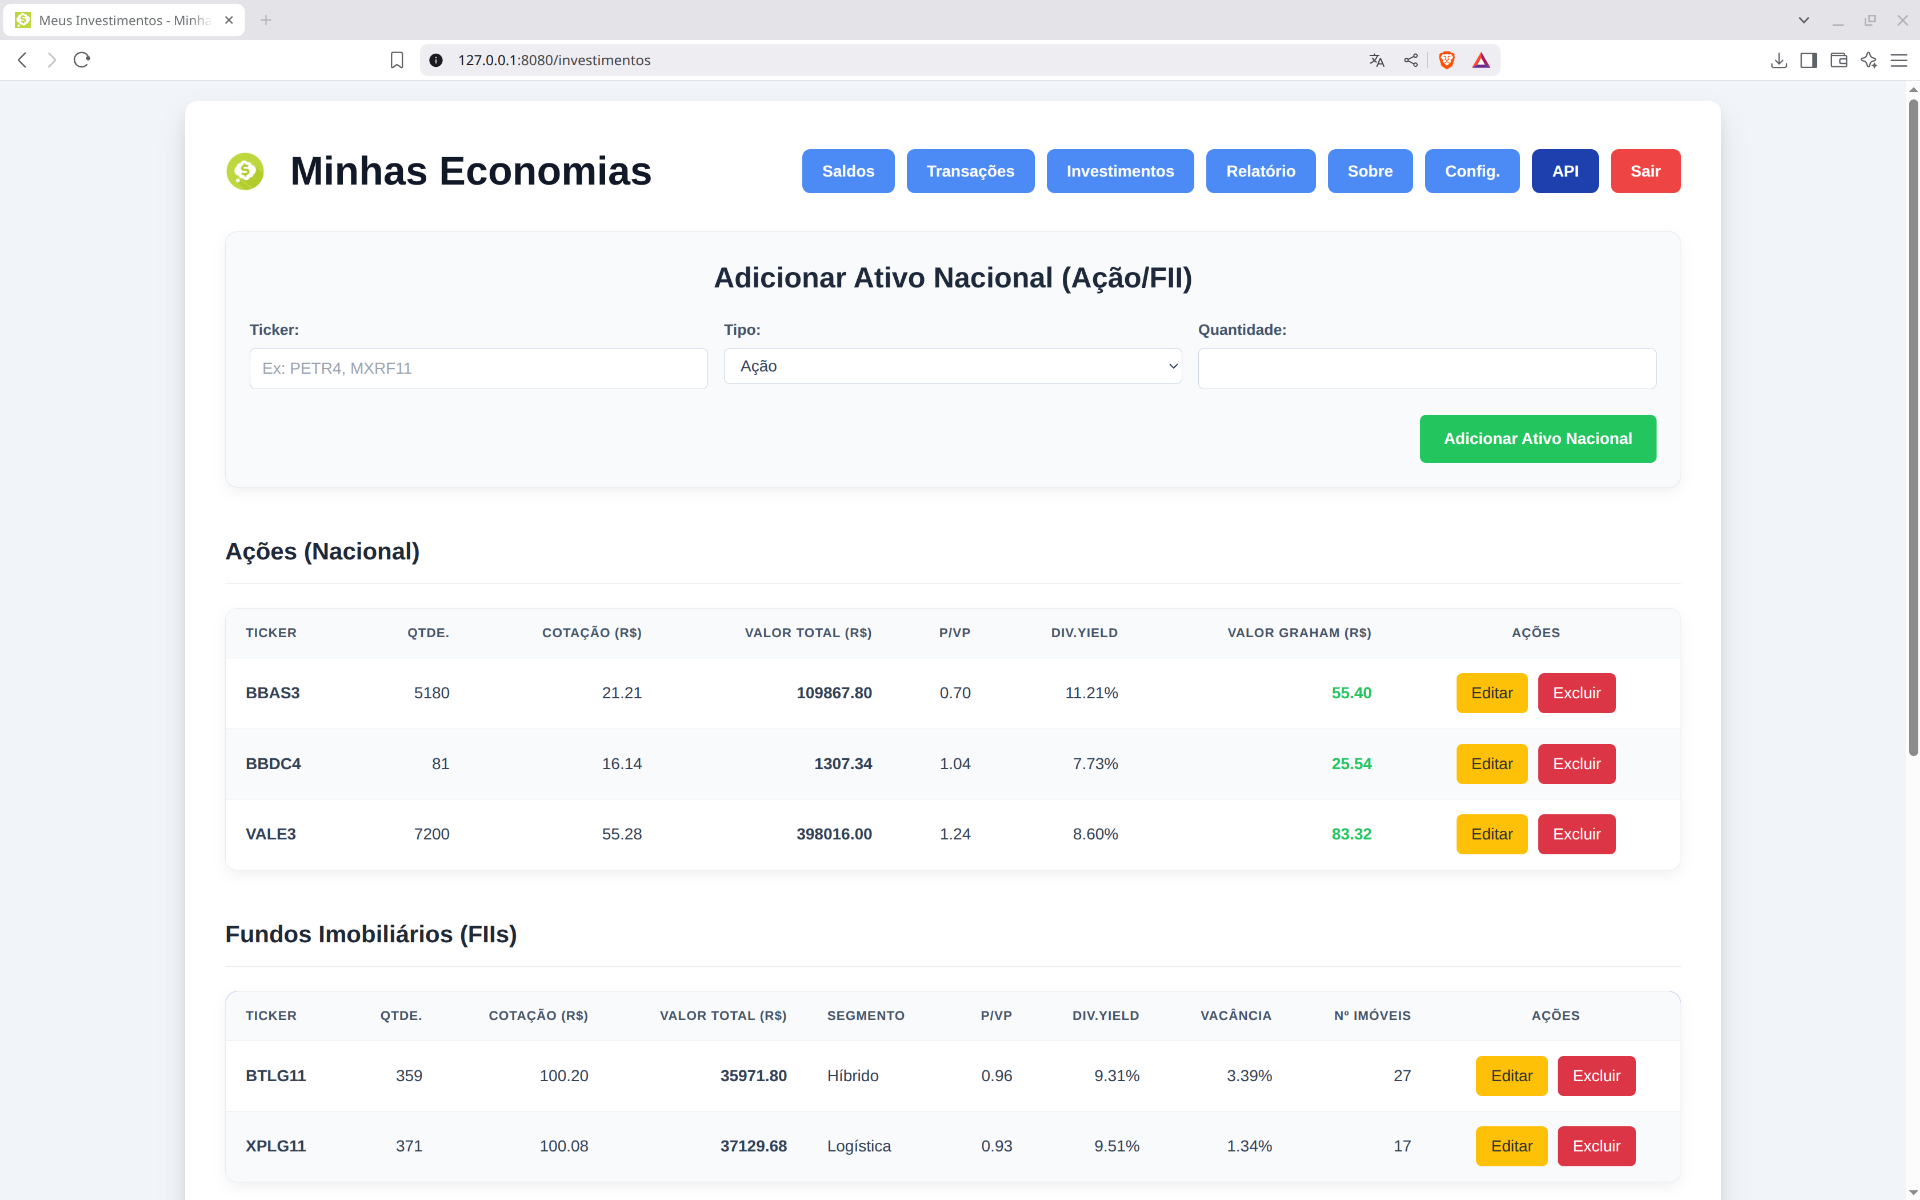 Meus Investimentos - Minha
127.0.0.1:8080/investimentos
Minhas Economias
Saldos
Transações
Investimentos
Relatório
Sobre
Config.
API
Sair
Adicionar Ativo Nacional (Ação/FII)
Ticker:
Tipo:
Quantidade:
Ex: PETR4, MXRF11
Ação
Adicionar Ativo Nacional
Ações (Nacional)
TICKER QTDE. COTAÇÃO (R$) VALOR TOTAL (R$) P/VP DIV.YIELD VALOR GRAHAM (R$) AÇÕES
BBAS3 5180 21.21 109867.80 0.70 11.21% 55.40 Editar Excluir
BBDC4 81 16.14 1307.34 1.04 7.73% 25.54 Editar Excluir
VALE3 7200 55.28 398016.00 1.24 8.60% 83.32 Editar Excluir
Fundos Imobiliários (FIIs)
TICKER QTDE. COTAÇÃO (R$) VALOR TOTAL (R$) SEGMENTO P/VP DIV.YIELD VACÂNCIA Nº IMÓVEIS AÇÕES
BTLG11 359 100.20 35971.80 Híbrido 0.96 9.31% 3.39% 27 Editar Excluir
XPLG11 371 100.08 37129.68 Logística 0.93 9.51% 1.34% 17 Editar Excluir